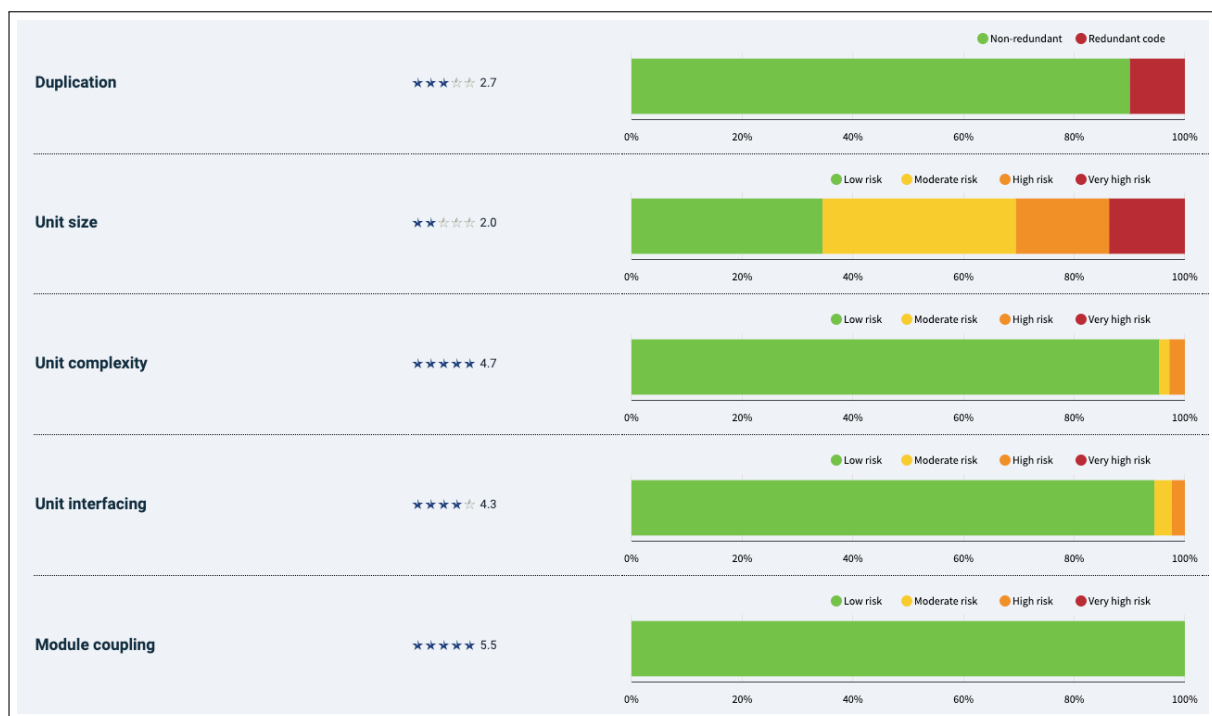 Non-redundant Redundant code
Duplication 2.7
0% 20% 40% 60% 80% 100%
Low risk Moderate risk High risk Very high risk
Unit size 2.0
0% 20% 40% 60% 80% 100%
Low risk Moderate risk High risk Very high risk
Unit complexity 4.7
0% 20% 40% 60% 80% 100%
Low risk Moderate risk High risk Very high risk
Unit interfacing 4.3
0% 20% 40% 60% 80% 100%
Low risk Moderate risk High risk Very high risk
Module coupling 5.5
0% 20% 40% 60% 80% 100%